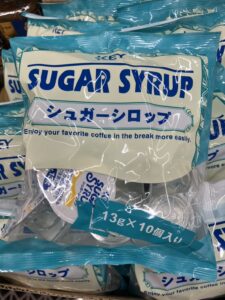 KEY
SUGAR SYRUP
シュガーシロップ
Enjoy your favorite coffee in the break more easily.
13g×10個入り